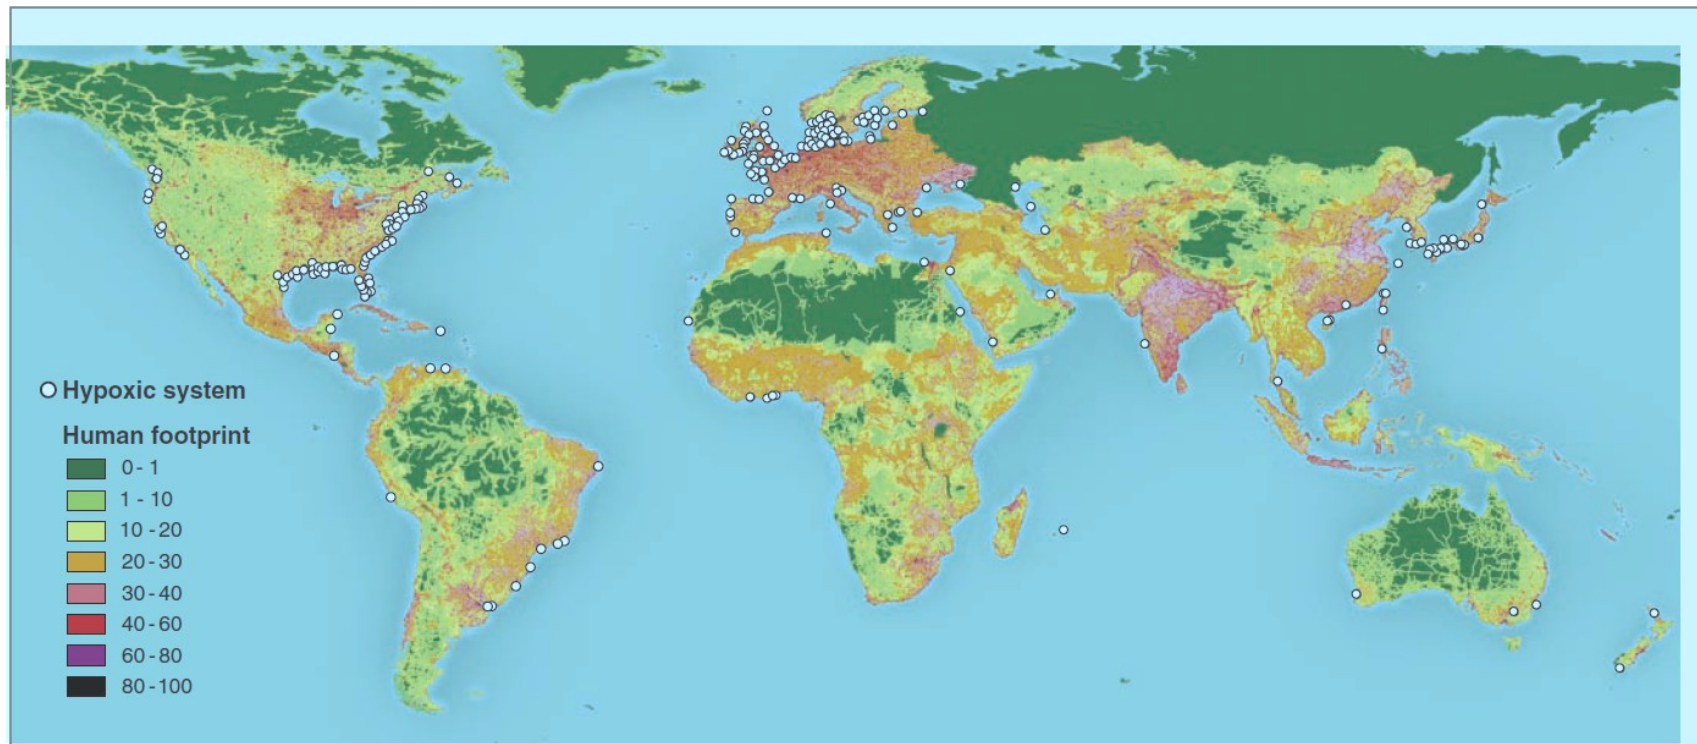 Hypoxic system
Human footprint
0 - 1
1 - 10
10 - 20
20 - 30
30 - 40
40 - 60
60 - 80
80 - 100